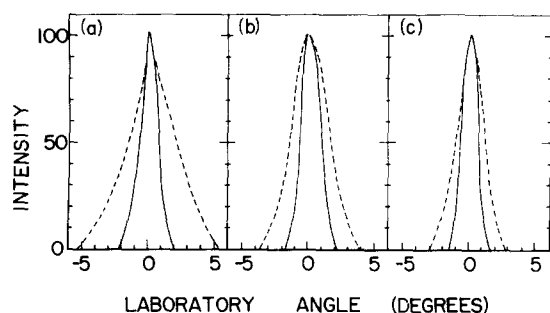 (a) (b) (c)
100
50
0
INTENSITY
-5 0 5 -5 0 5 -5 0 5
LABORATORY ANGLE (DEGREES)